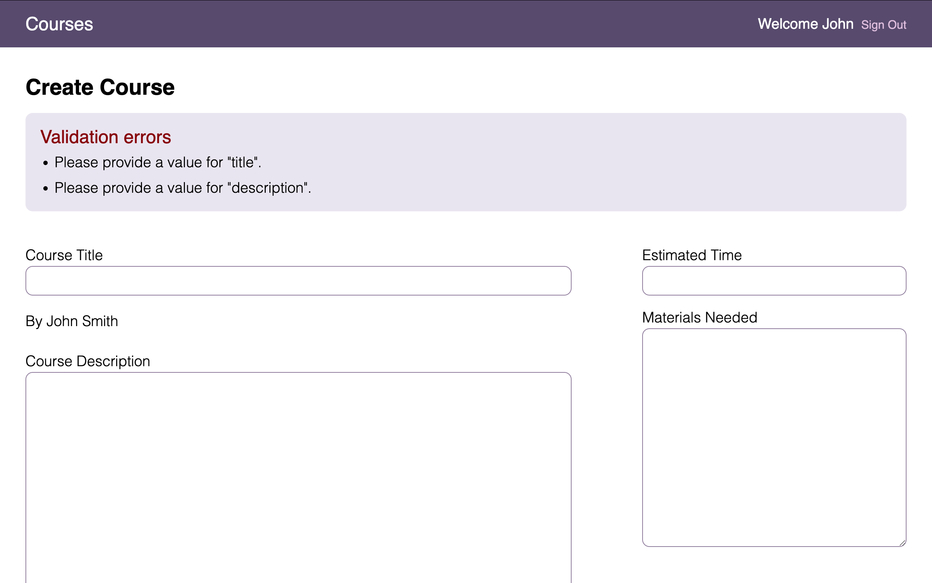 Courses
Welcome John Sign Out
Create Course
Validation errors
• Please provide a value for "title".
• Please provide a value for "description".
Course Title
By John Smith
Course Description
Estimated Time
Materials Needed